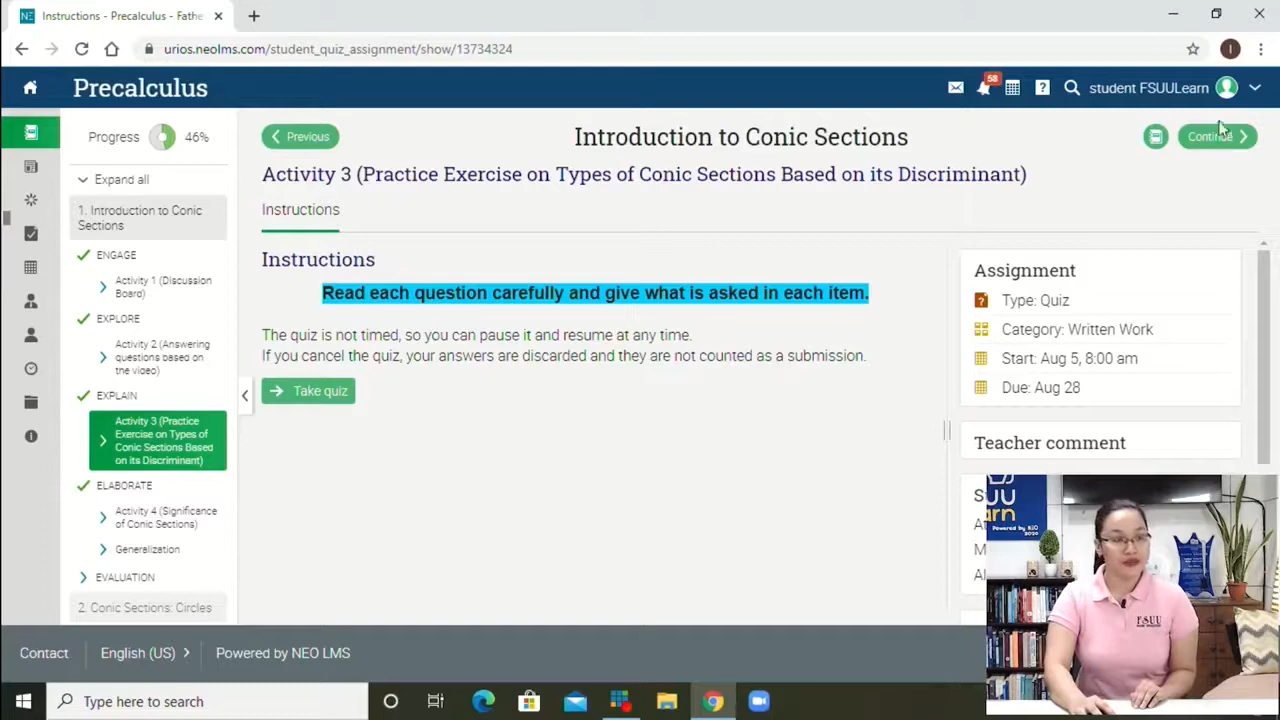 Instructions - Precalculus - Fathe
urios.neolms.com/student_quiz_assignment/show/13734324
Precalculus
58
student FSUULearn
Progress 46%
Previous
Introduction to Conic Sections
Continue
Activity 3 (Practice Exercise on Types of Conic Sections Based on its Discriminant)
Expand all
Instructions
1. Introduction to Conic
Sections
ENGAGE
Activity 1 (Discussion
Board)
EXPLORE
Activity 2 (Answering
questions based on
the video)
EXPLAIN
Activity 3 (Practice
Exercise on Types of
Conic Sections Based
on its Discriminant)
ELABORATE
Activity 4 (Significance
of Conic Sections)
Generalization
EVALUATION
2. Conic Sections: Circles
Instructions
Read each question carefully and give what is asked in each item.
The quiz is not timed, so you can pause it and resume at any time.
If you cancel the quiz, your answers are discarded and they are not counted as a submission.
Take quiz
Assignment
Type: Quiz
Category: Written Work
Start: Aug 5, 8:00 am
Due: Aug 28
Teacher comment
UU
arn
Powered by NEO
FSUU
Contact
English (US)
Powered by NEO LMS
Type here to search